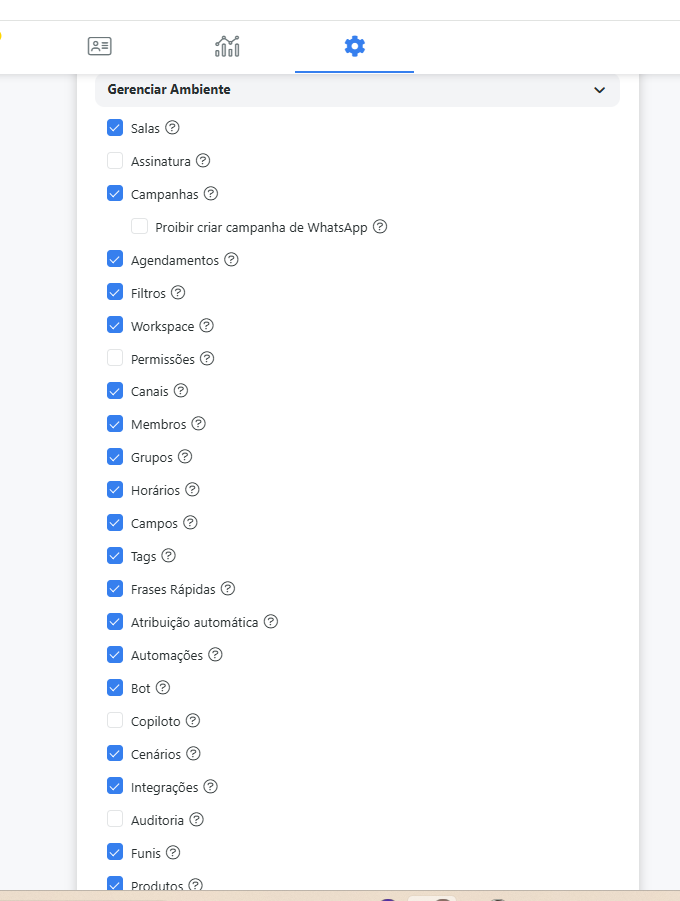 Gerenciar Ambiente
Salas
Assinatura
Campanhas
Proibir criar campanha de WhatsApp
Agendamentos
Filtros
Workspace
Permissões
Canais
Membros
Grupos
Horários
Campos
Tags
Frases Rápidas
Atribuição automática
Automações
Bot
Copiloto
Cenários
Integrações
Auditoria
Funis
Produtos